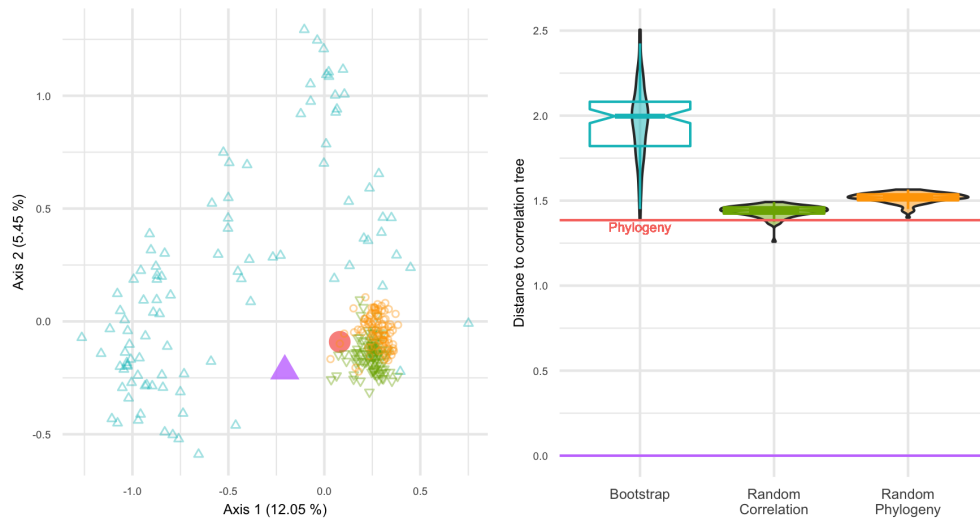 Axis 2 (5.45 %)
1.0
0.5
0.0
-0.5
-1.0
-0.5
0.0
0.5
Axis 1 (12.05 %)
Distance to correlation tree
2.5
2.0
1.5
1.0
0.5
0.0
Phylogeny
Bootstrap
Random
Correlation
Random
Phylogeny